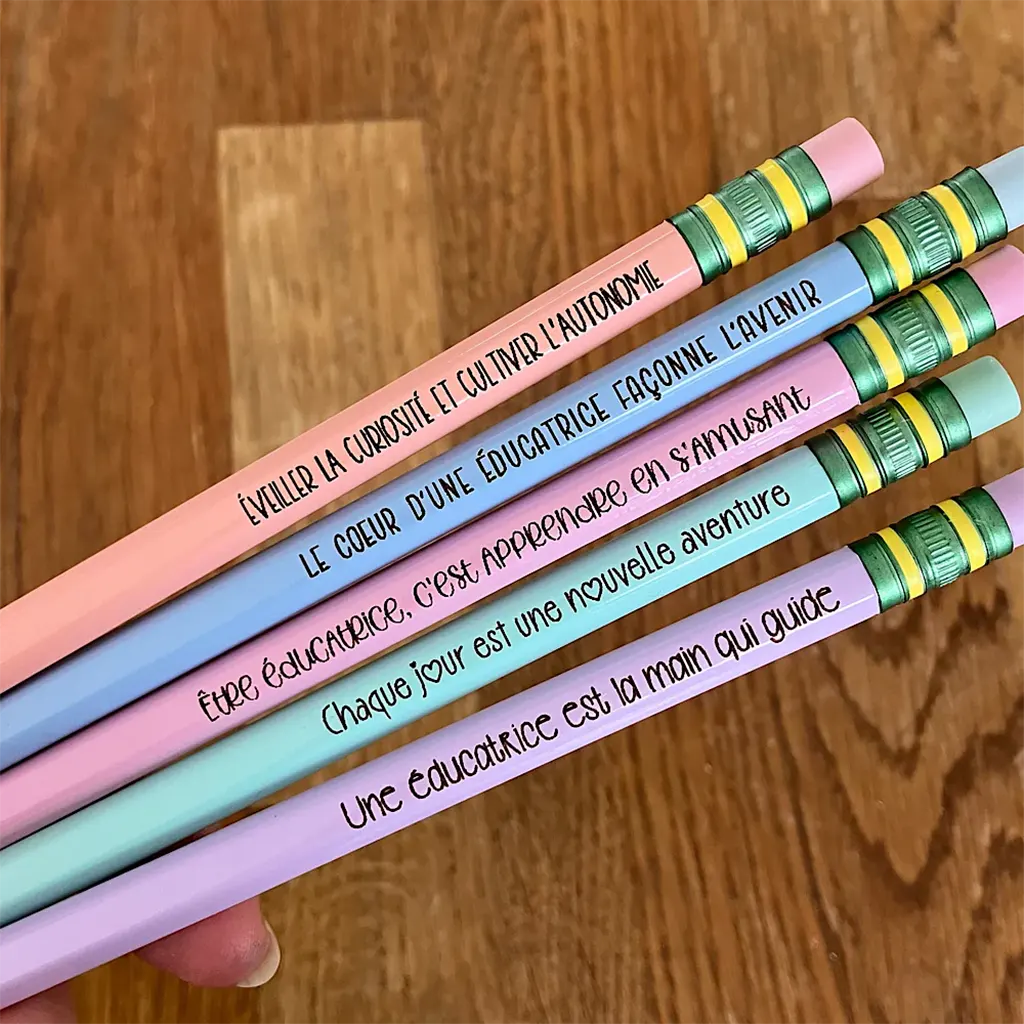 ÉVEILLER LA CURIOSITÉ ET CULTIVER L'AUTONOMIE
LE COEUR D'UNE ÉDUCATRICE FAÇONNE L'AVENIR
Être éducatrice, c'est apprendre en s'amusant
Chaque jour est une nouvelle aventure
Une éducatrice est la main qui guide